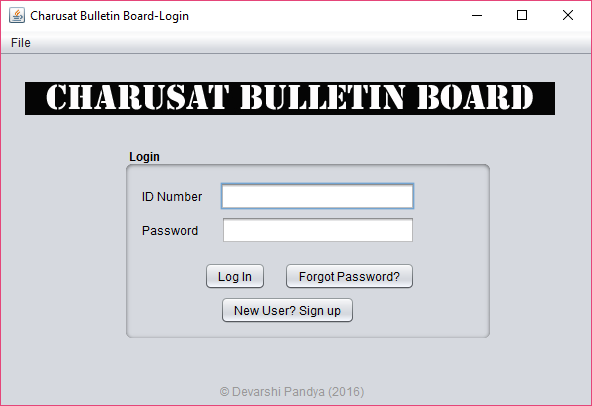 Charusat Bulletin Board-Login
File
CHARUSAT BULLETIN BOARD
Login
ID Number
Password
Log In Forgot Password?
New User? Sign up
© Devarshi Pandya (2016)